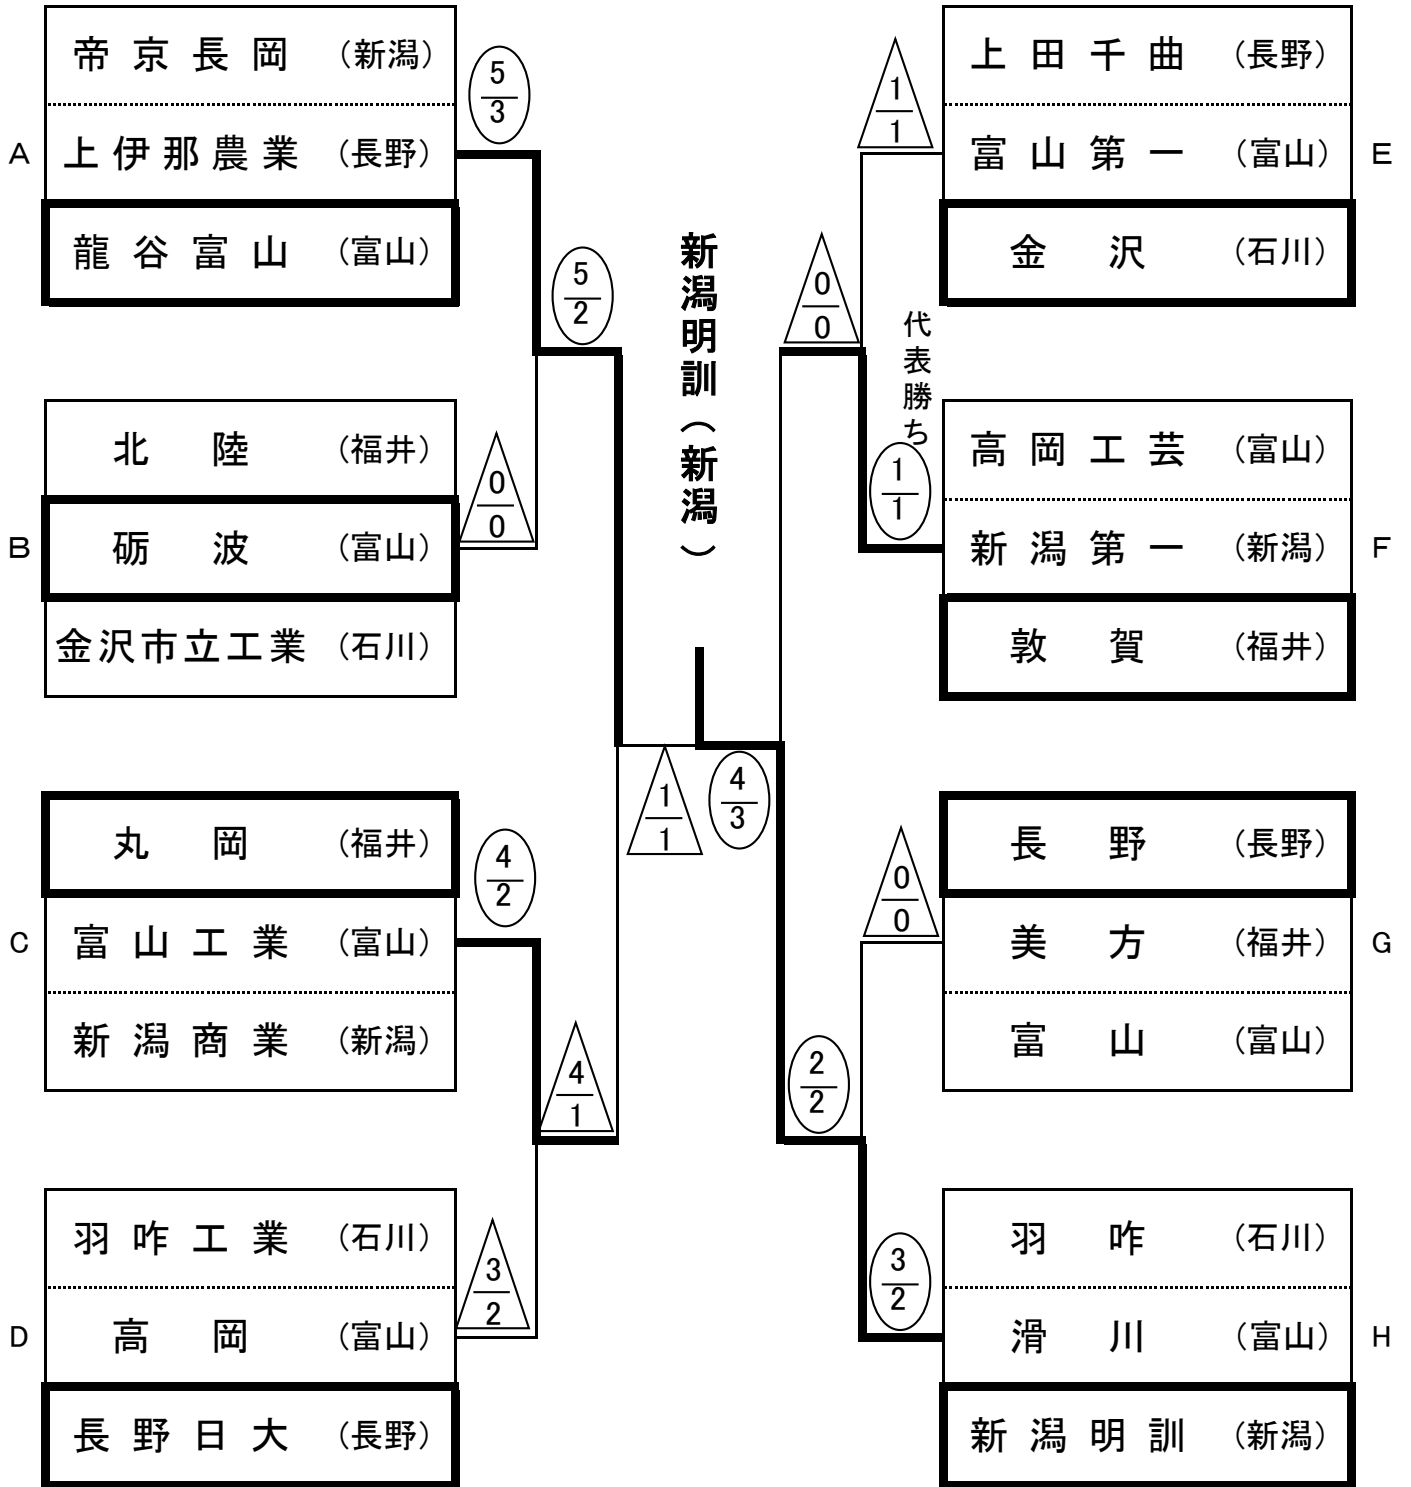 A
帝京長岡 (新潟)
上伊那農業 (長野)
龍谷富山 (富山)
5
3
B
北陸 (福井)
砺波 (富山)
金沢市立工業 (石川)
0
0
5
2
C
丸岡 (福井)
富山工業 (富山)
新潟商業 (新潟)
4
2
D
羽咋工業 (石川)
高岡 (富山)
長野日大 (長野)
3
2
4
1
新潟明訓(新潟)
1
1
4
3
E
上田千曲 (長野)
富山第一 (富山)
金沢 (石川)
1
1
0
0
代表勝ち
1
1
F
高岡工芸 (富山)
新潟第一 (新潟)
敦賀 (福井)
G
長野 (長野)
美方 (福井)
富山 (富山)
0
0
2
2
H
羽咋 (石川)
滑川 (富山)
新潟明訓 (新潟)
3
2